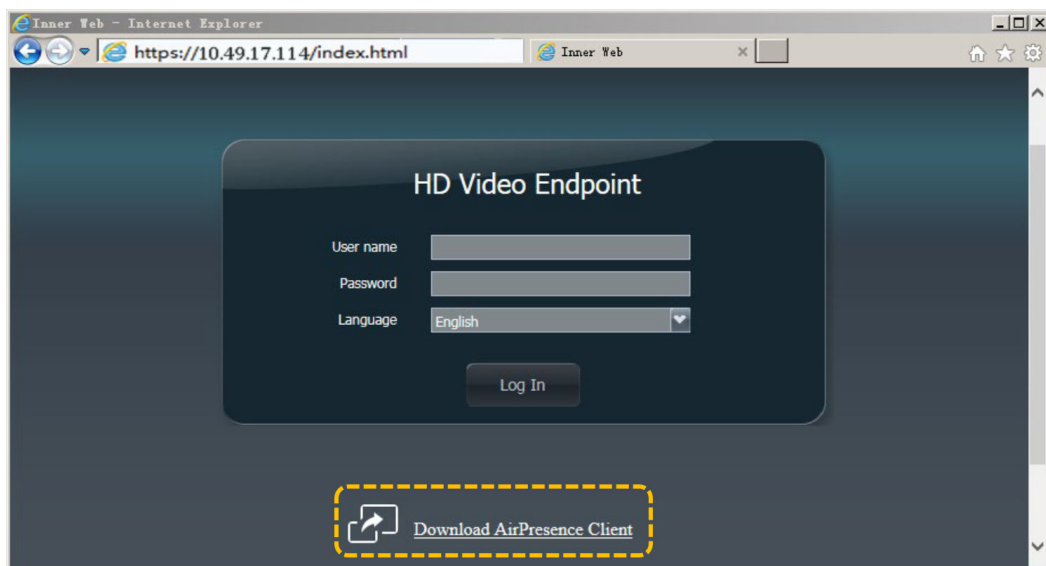 Inner Web - Internet Explorer
https://10.49.17.114/index.html
Inner Web
HD Video Endpoint
User name
Password
Language
English
Log In
Download AirPresence Client